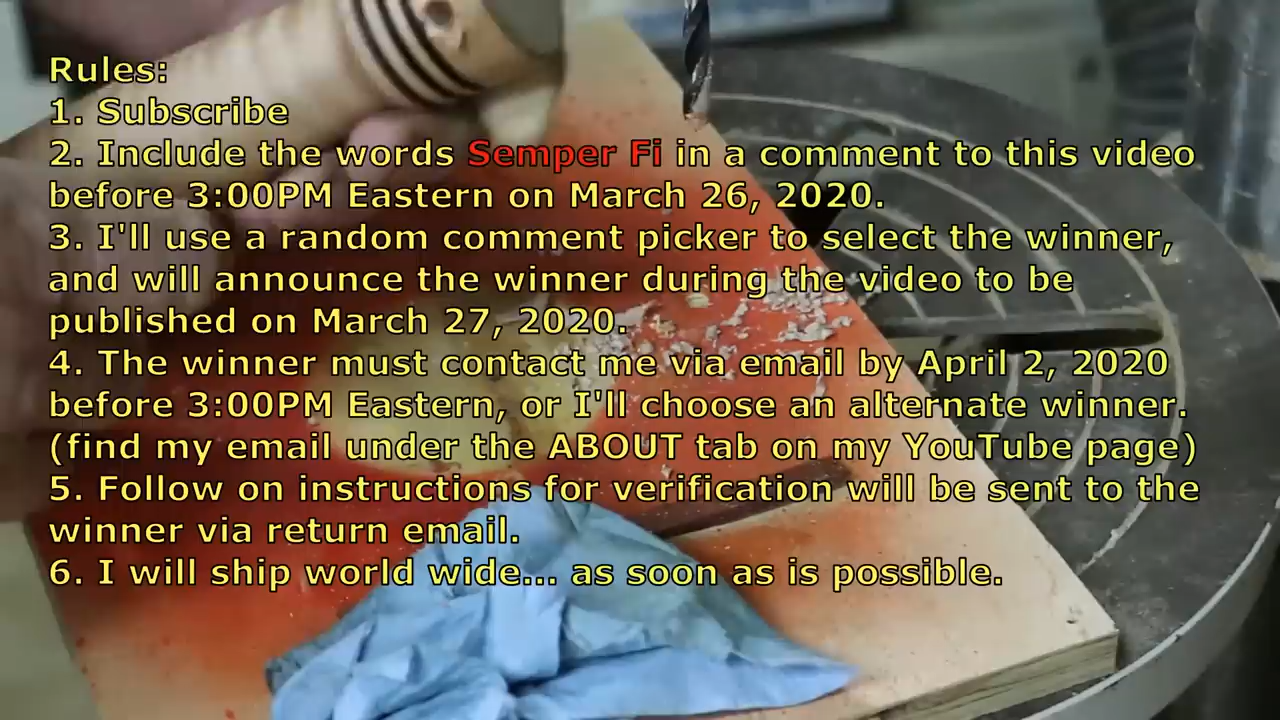 Rules:
1. Subscribe
2. Include the words Semper Fi in a comment to this video
before 3:00PM Eastern on March 26, 2020.
3. I'll use a random comment picker to select the winner,
and will announce the winner during the video to be
published on March 27, 2020.
4. The winner must contact me via email by April 2, 2020
before 3:00PM Eastern, or I'll choose an alternate winner.
(find my email under the ABOUT tab on my YouTube page)
5. Follow on instructions for verification will be sent to the
winner via return email.
6. I will ship world wide... as soon as is possible.